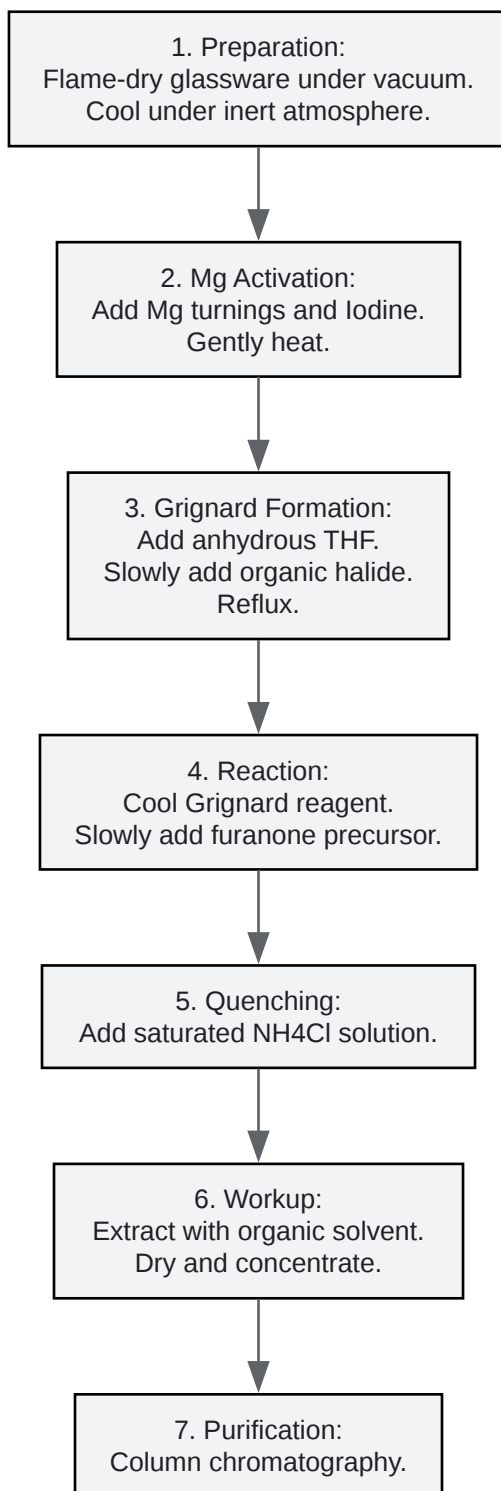 1. Preparation:
Flame-dry glassware under vacuum.
Cool under inert atmosphere.
2. Mg Activation:
Add Mg turnings and Iodine.
Gently heat.
3. Grignard Formation:
Add anhydrous THF.
Slowly add organic halide.
Reflux.
4. Reaction:
Cool Grignard reagent.
Slowly add furanone precursor.
5. Quenching:
Add saturated NH4Cl solution.
6. Workup:
Extract with organic solvent.
Dry and concentrate.
7. Purification:
Column chromatography.